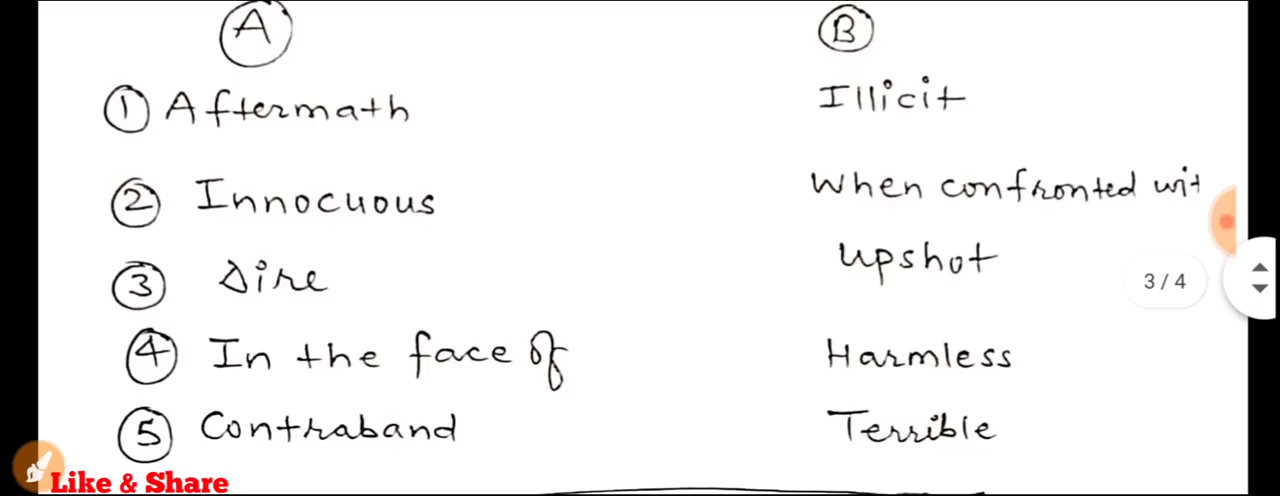 A B
1 Aftermath Illicit
2 Innocuous When confronted wit
3 Dire Upshot
3 / 4
4 In the face of Harmless
5 Contraband Terrible
Like & Share